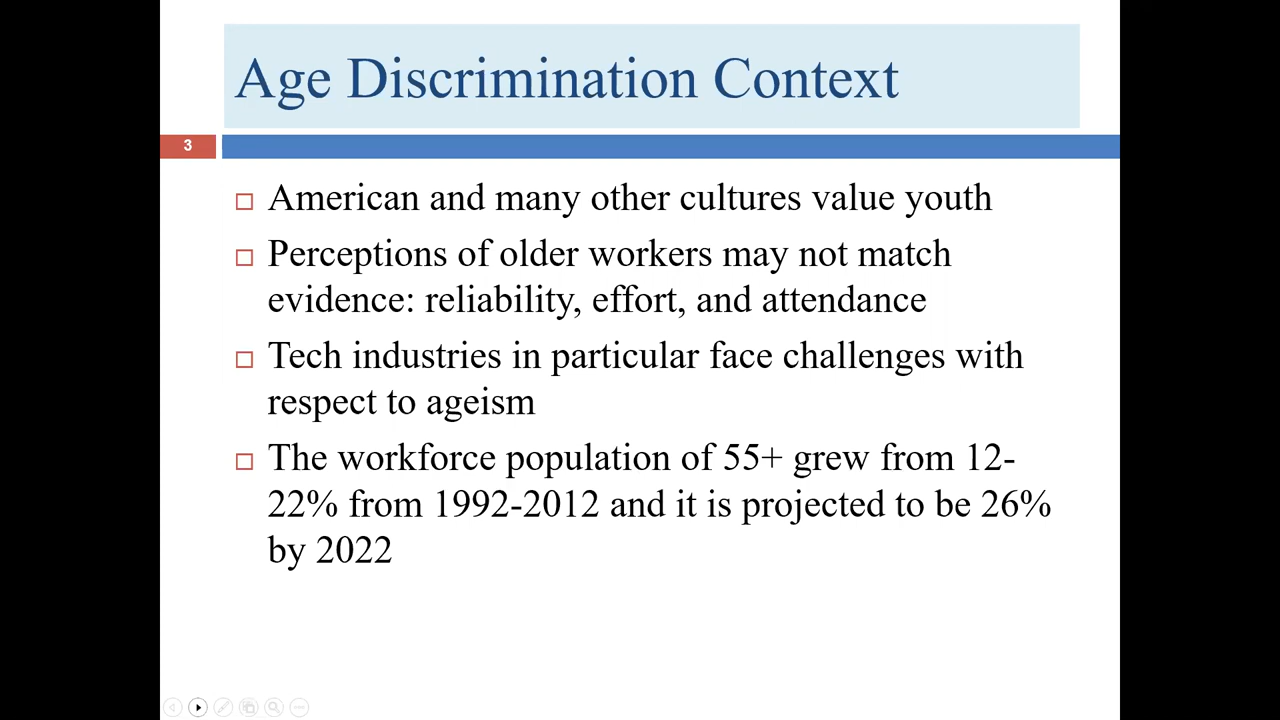 Age Discrimination Context
3
American and many other cultures value youth
Perceptions of older workers may not match
evidence: reliability, effort, and attendance
Tech industries in particular face challenges with
respect to ageism
The workforce population of 55+ grew from 12-
22% from 1992-2012 and it is projected to be 26%
by 2022